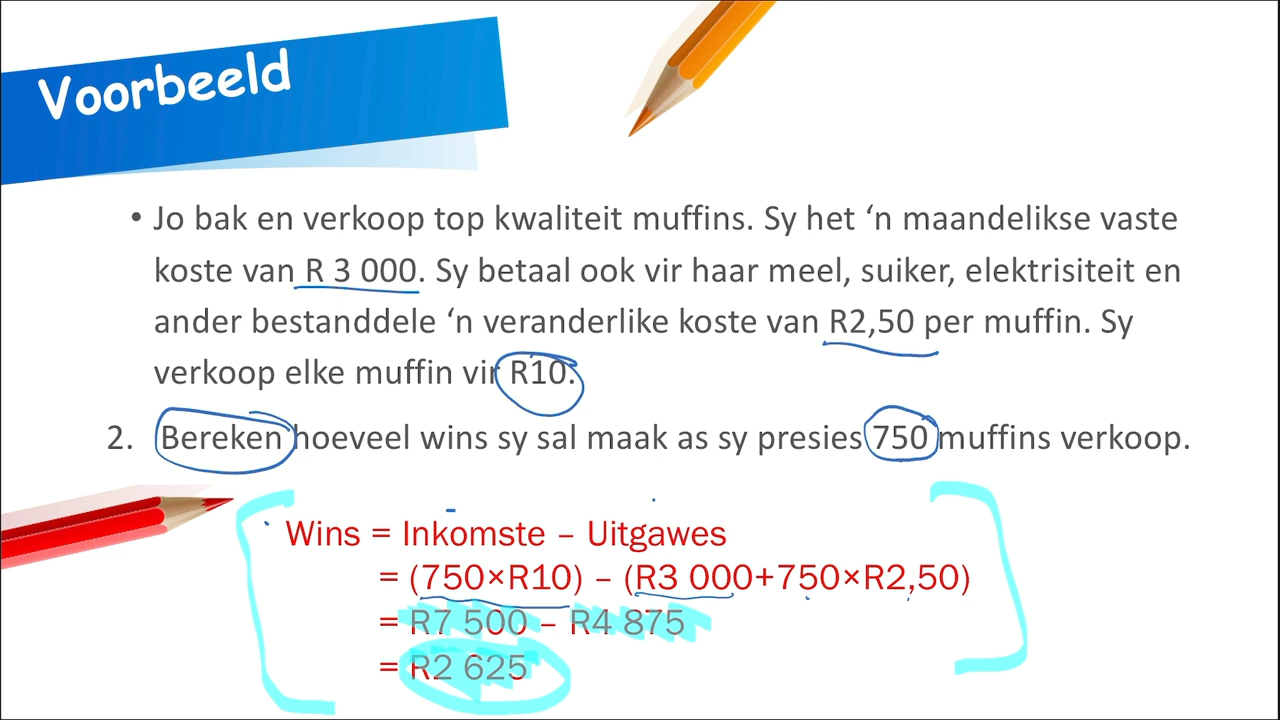 Voorbeeld
• Jo bak en verkoop top kwaliteit muffins. Sy het ‘n maandelikse vaste
koste van R 3 000. Sy betaal ook vir haar meel, suiker, elektrisiteit en
ander bestanddele ‘n veranderlike koste van R2,50 per muffin. Sy
verkoop elke muffin vir R10.
2. Bereken hoeveel wins sy sal maak as sy presies 750 muffins verkoop.
Wins = Inkomste – Uitgawes
= (750×R10) – (R3 000+750×R2,50)
= R7 500 – R4 875
= R2 625